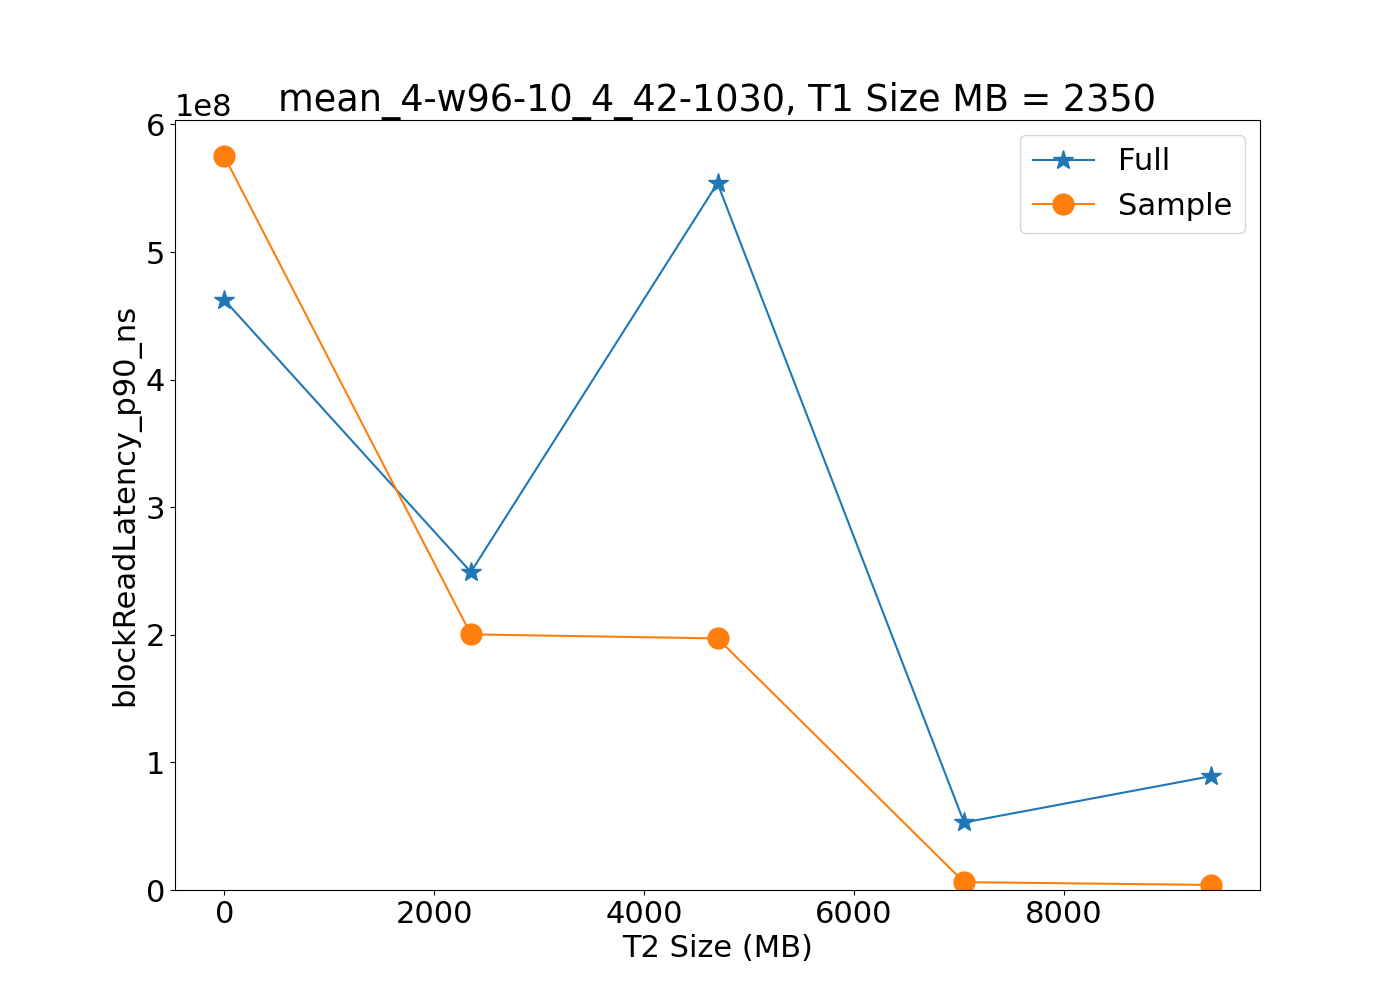 mean_4-w96-10_4_42-1030, T1 Size MB = 2350
1e8
6
5
4
3
2
1
0
blockReadLatency_p90_ns
Full
Sample
0 2000 4000 6000 8000
T2 Size (MB)